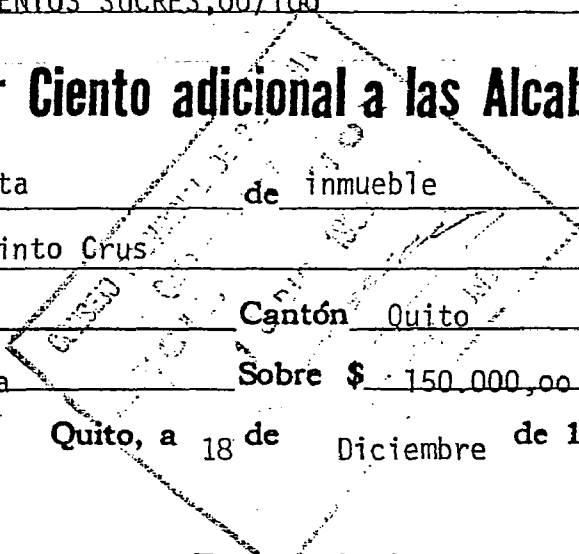 ENTOS SUCRES,00/100
r Ciento adicional a las Alcab
ta de inmueble
into Crus
Cantón Quito
a Sobre $ 150.000,oo
Quito, a 18 de Diciembre de 1